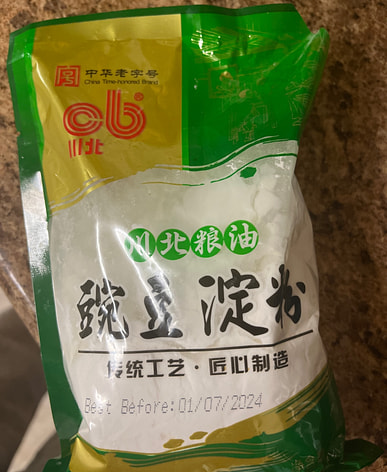 中华老字号
China Time-honored Brand
cb®
川北
川北粮油
豌豆淀粉
传统工艺·匠心制造
Best Before:01/07/2024